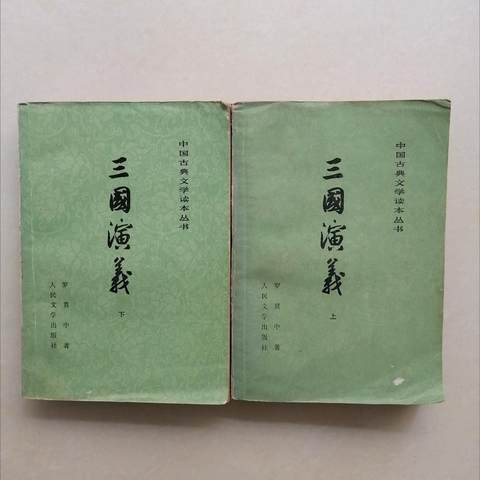 中国古典文学读本丛书
三國演義
下
罗贯中著
人民文学出版社
中国古典文学读本丛书
三國演義
上
罗贯中著
人民文学出版社